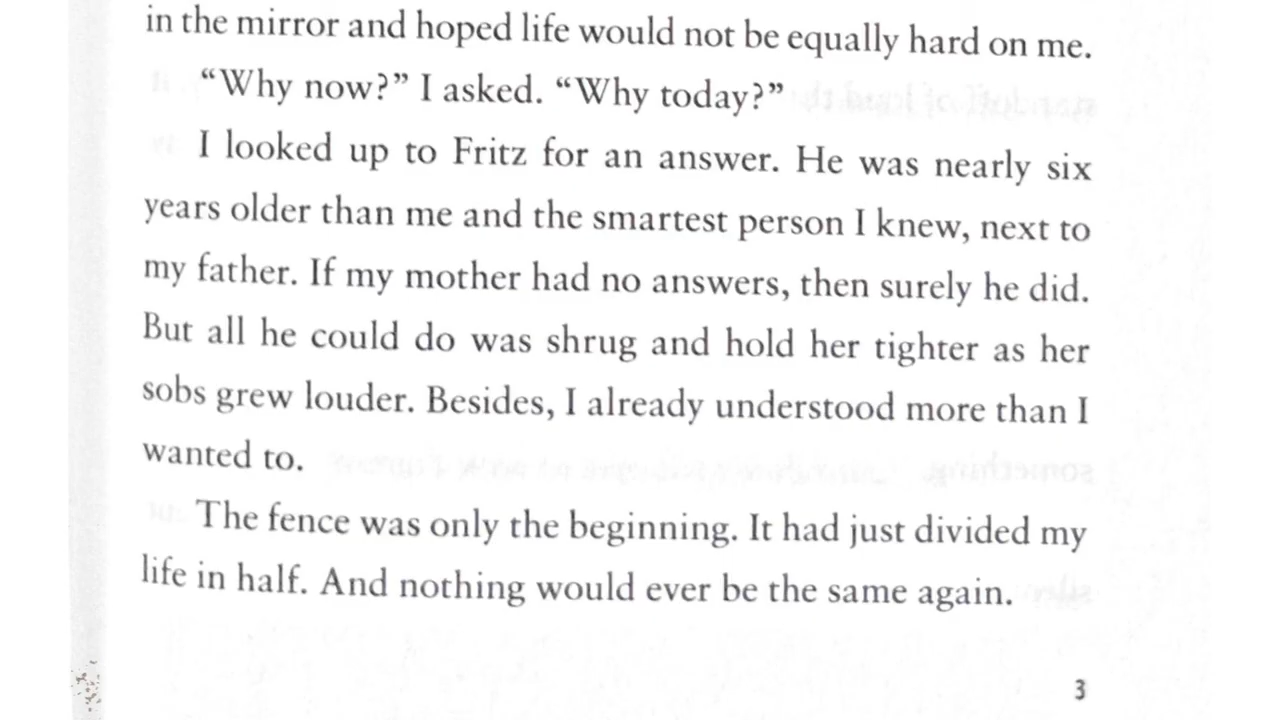 in the mirror and hoped life would not be equally hard on me.
“Why now?” I asked. “Why today?”
I looked up to Fritz for an answer. He was nearly six
years older than me and the smartest person I knew, next to
my father. If my mother had no answers, then surely he did.
But all he could do was shrug and hold her tighter as her
sobs grew louder. Besides, I already understood more than I
wanted to.
The fence was only the beginning. It had just divided my
life in half. And nothing would ever be the same again.
3